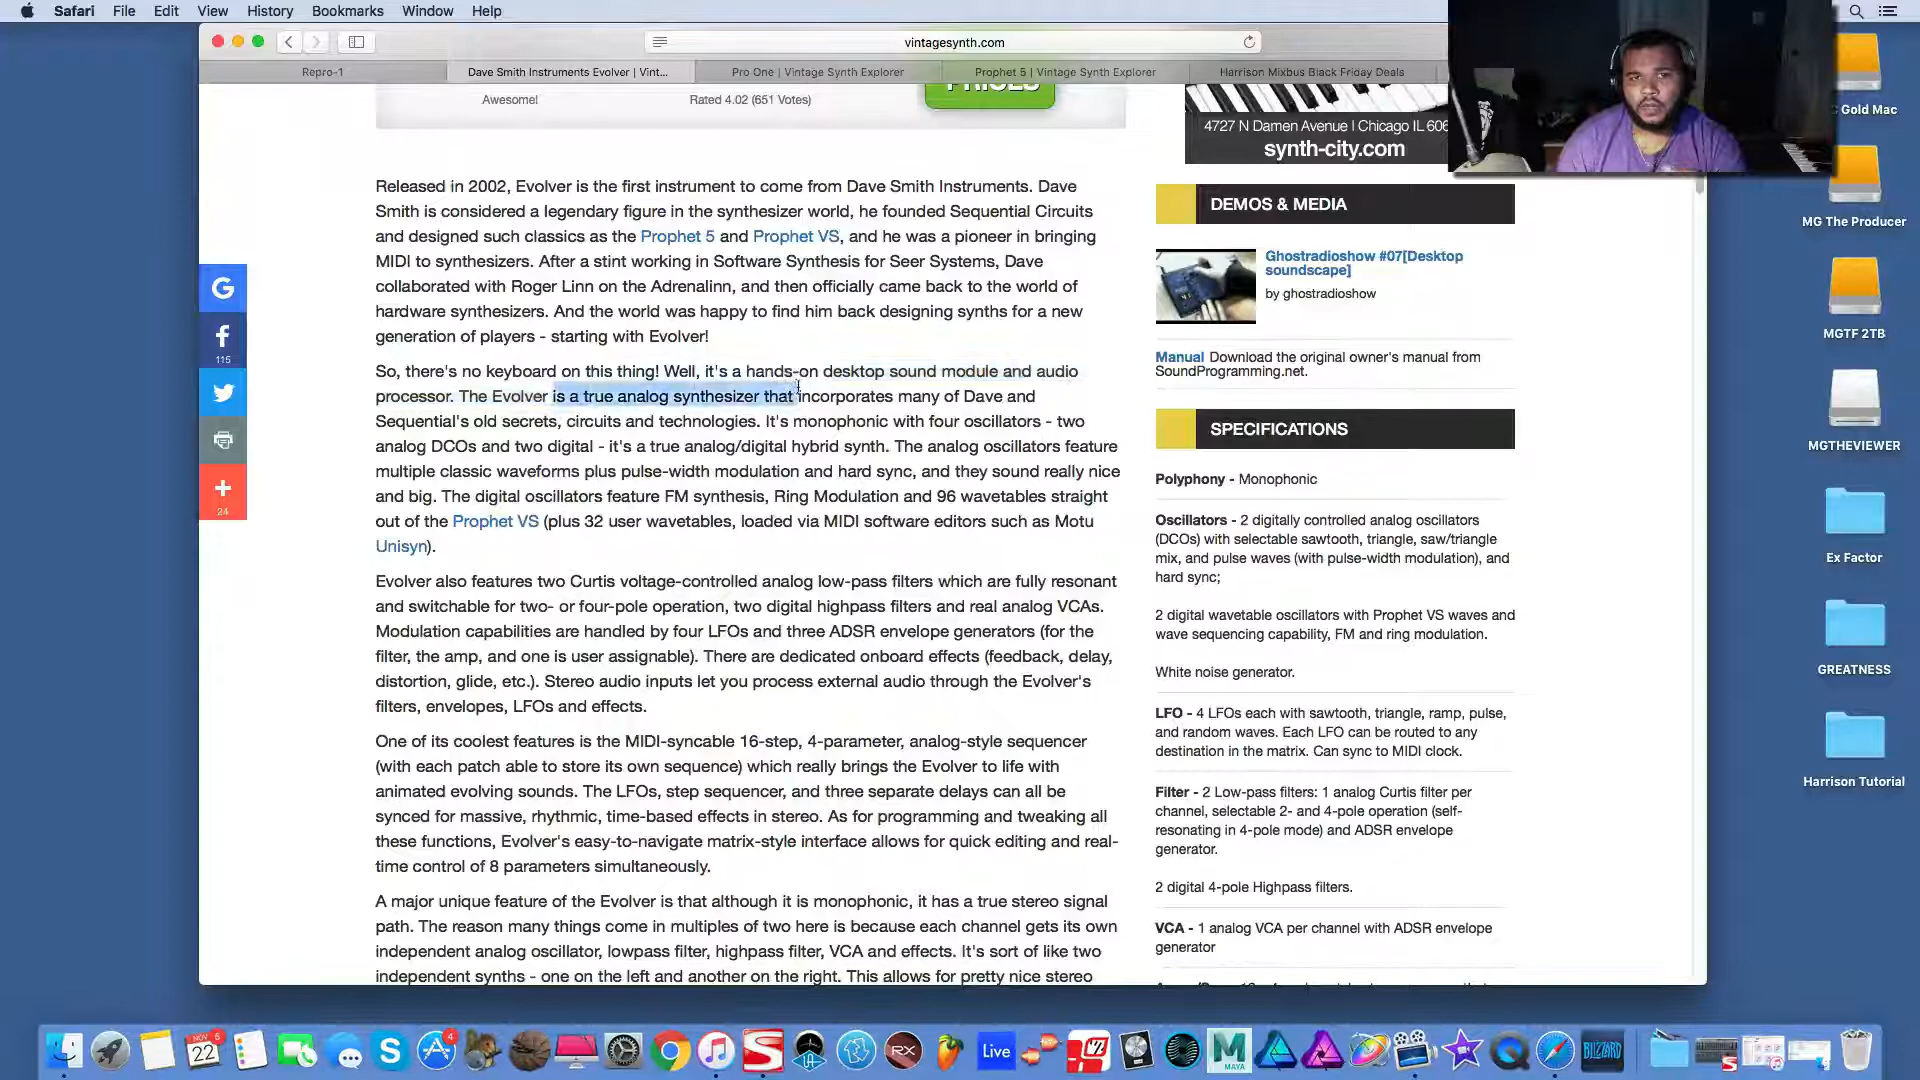 Safari File Edit View History Bookmarks Window Help
vintagesynth.com
Repro-1
Dave Smith Instruments Evolver | Vint...
Pro One | Vintage Synth Explorer
Prophet 5 | Vintage Synth Explorer
Harrison Mixbus Black Friday Deals
Awesome!
Rated 4.02 (651 Votes)
PRICES
4727 N Damen Avenue | Chicago IL 606
synth-city.com
Released in 2002, Evolver is the first instrument to come from Dave Smith Instruments. Dave
Smith is considered a legendary figure in the synthesizer world, he founded Sequential Circuits
and designed such classics as the Prophet 5 and Prophet VS, and he was a pioneer in bringing
MIDI to synthesizers. After a stint working in Software Synthesis for Seer Systems, Dave
collaborated with Roger Linn on the Adrenalinn, and then officially came back to the world of
hardware synthesizers. And the world was happy to find him back designing synths for a new
generation of players - starting with Evolver!
So, there's no keyboard on this thing! Well, it's a hands-on desktop sound module and audio
processor. The Evolver is a true analog synthesizer that incorporates many of Dave and
Sequential's old secrets, circuits and technologies. It's monophonic with four oscillators - two
analog DCOs and two digital - it's a true analog/digital hybrid synth. The analog oscillators feature
multiple classic waveforms plus pulse-width modulation and hard sync, and they sound really nice
and big. The digital oscillators feature FM synthesis, Ring Modulation and 96 wavetables straight
out of the Prophet VS (plus 32 user wavetables, loaded via MIDI software editors such as Motu
Unisyn).
Evolver also features two Curtis voltage-controlled analog low-pass filters which are fully resonant
and switchable for two- or four-pole operation, two digital highpass filters and real analog VCAs.
Modulation capabilities are handled by four LFOs and three ADSR envelope generators (for the
filter, the amp, and one is user assignable). There are dedicated onboard effects (feedback, delay,
distortion, glide, etc.). Stereo audio inputs let you process external audio through the Evolver's
filters, envelopes, LFOs and effects.
One of its coolest features is the MIDI-syncable 16-step, 4-parameter, analog-style sequencer
(with each patch able to store its own sequence) which really brings the Evolver to life with
animated evolving sounds. The LFOs, step sequencer, and three separate delays can all be
synced for massive, rhythmic, time-based effects in stereo. As for programming and tweaking all
these functions, Evolver's easy-to-navigate matrix-style interface allows for quick editing and real-
time control of 8 parameters simultaneously.
A major unique feature of the Evolver is that although it is monophonic, it has a true stereo signal
path. The reason many things come in multiples of two here is because each channel gets its own
independent analog oscillator, lowpass filter, highpass filter, VCA and effects. It's sort of like two
independent synths - one on the left and another on the right. This allows for pretty nice stereo
G
f
115
24
DEMOS & MEDIA
Ghostradioshow #07[Desktop
soundscape]
by ghostradioshow
Manual Download the original owner's manual from
SoundProgramming.net.
SPECIFICATIONS
Polyphony - Monophonic
Oscillators - 2 digitally controlled analog oscillators
(DCOs) with selectable sawtooth, triangle, saw/triangle
mix, and pulse waves (with pulse-width modulation), and
hard sync;
2 digital wavetable oscillators with Prophet VS waves and
wave sequencing capability, FM and ring modulation.
White noise generator.
LFO - 4 LFOs each with sawtooth, triangle, ramp, pulse,
and random waves. Each LFO can be routed to any
destination in the matrix. Can sync to MIDI clock.
Filter - 2 Low-pass filters: 1 analog Curtis filter per
channel, selectable 2- and 4-pole operation (self-
resonating in 4-pole mode) and ADSR envelope
generator.
2 digital 4-pole Highpass filters.
VCA - 1 analog VCA per channel with ADSR envelope
generator
Gold Mac
MG The Producer
MGTF 2TB
MGTHEVIEWER
Ex Factor
GREATNESS
Harrison Tutorial
NOV
22
4
S
RX
Live
MAYA
BLIZZARD